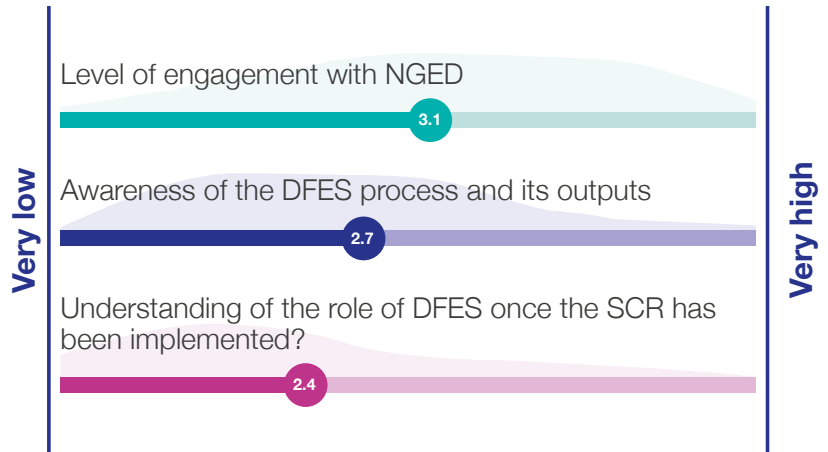 Very low
Level of engagement with NGED
3.1
Awareness of the DFES process and its outputs
2.7
Understanding of the role of DFES once the SCR has
been implemented?
2.4
Very high